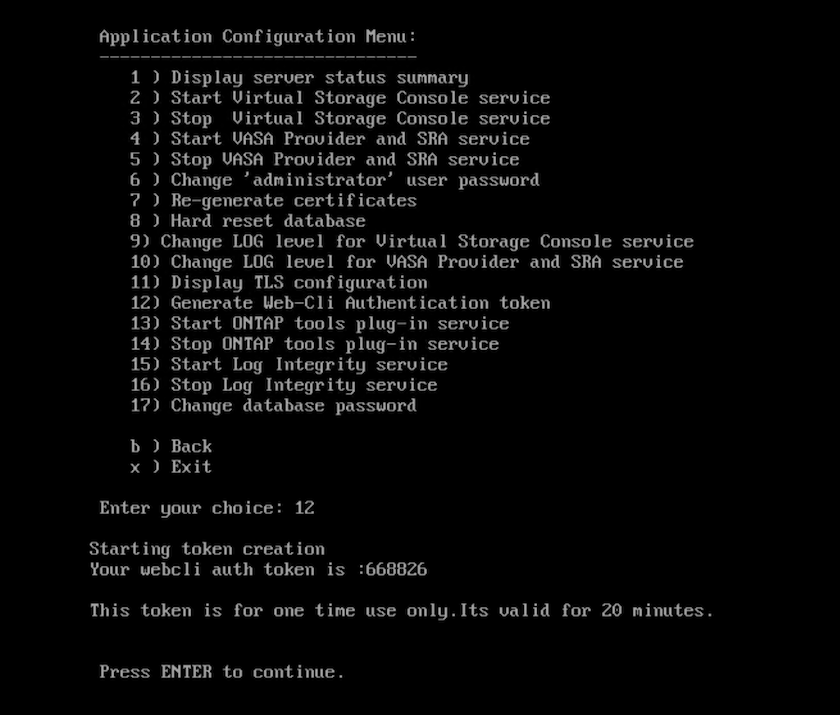 Application Configuration Menu:
-------------------------------
1 ) Display server status summary
2 ) Start Virtual Storage Console service
3 ) Stop  Virtual Storage Console service
4 ) Start VASA Provider and SRA service
5 ) Stop VASA Provider and SRA service
6 ) Change 'administrator' user password
7 ) Re-generate certificates
8 ) Hard reset database
9) Change LOG level for Virtual Storage Console service
10) Change LOG level for VASA Provider and SRA service
11) Display TLS configuration
12) Generate Web-Cli Authentication token
13) Start ONTAP tools plug-in service
14) Stop ONTAP tools plug-in service
15) Start Log Integrity service
16) Stop Log Integrity service
17) Change database password
b ) Back
x ) Exit
Enter your choice: 12
Starting token creation
Your webcli auth token is :668826
This token is for one time use only.Its valid for 20 minutes.
Press ENTER to continue.